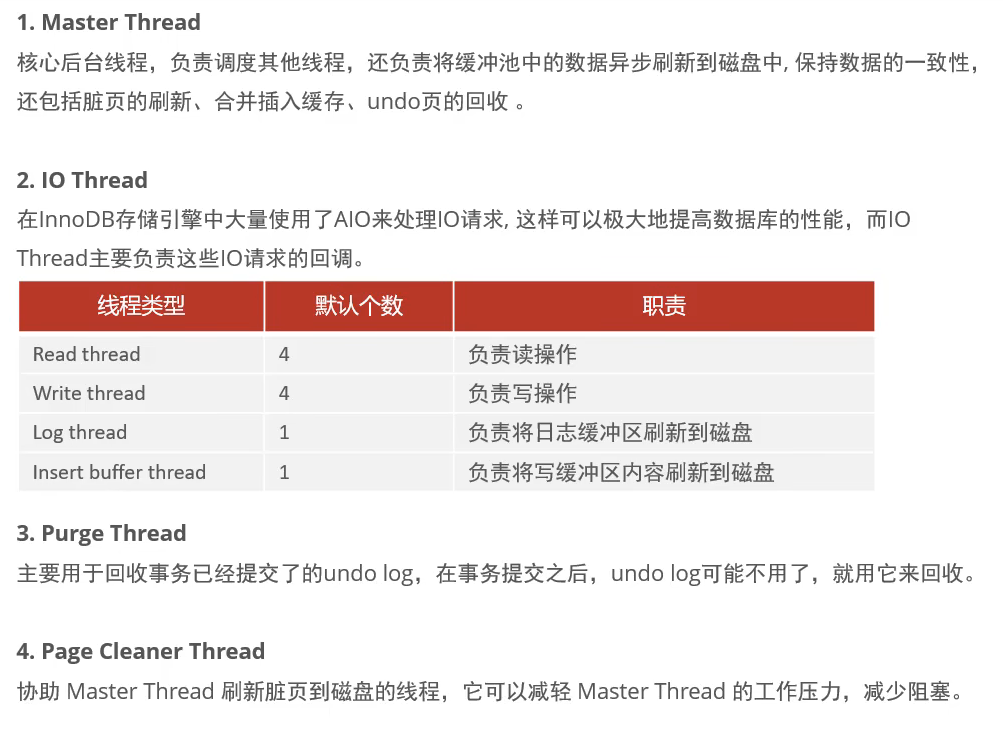 1. Master Thread
核心后台线程，负责调度其他线程，还负责将缓冲池中的数据异步刷新到磁盘中, 保持数据的一致性，
还包括脏页的刷新、合并插入缓存、undo页的回收 。
2. IO Thread
在InnoDB存储引擎中大量使用了AIO来处理IO请求, 这样可以极大地提高数据库的性能，而IO
Thread主要负责这些IO请求的回调。
线程类型 默认个数 职责
Read thread 4 负责读操作
Write thread 4 负责写操作
Log thread 1 负责将日志缓冲区刷新到磁盘
Insert buffer thread 1 负责将写缓冲区内容刷新到磁盘
3. Purge Thread
主要用于回收事务已经提交了的undo log，在事务提交之后，undo log可能不用了，就用它来回收。
4. Page Cleaner Thread
协助 Master Thread 刷新脏页到磁盘的线程，它可以减轻 Master Thread 的工作压力，减少阻塞。